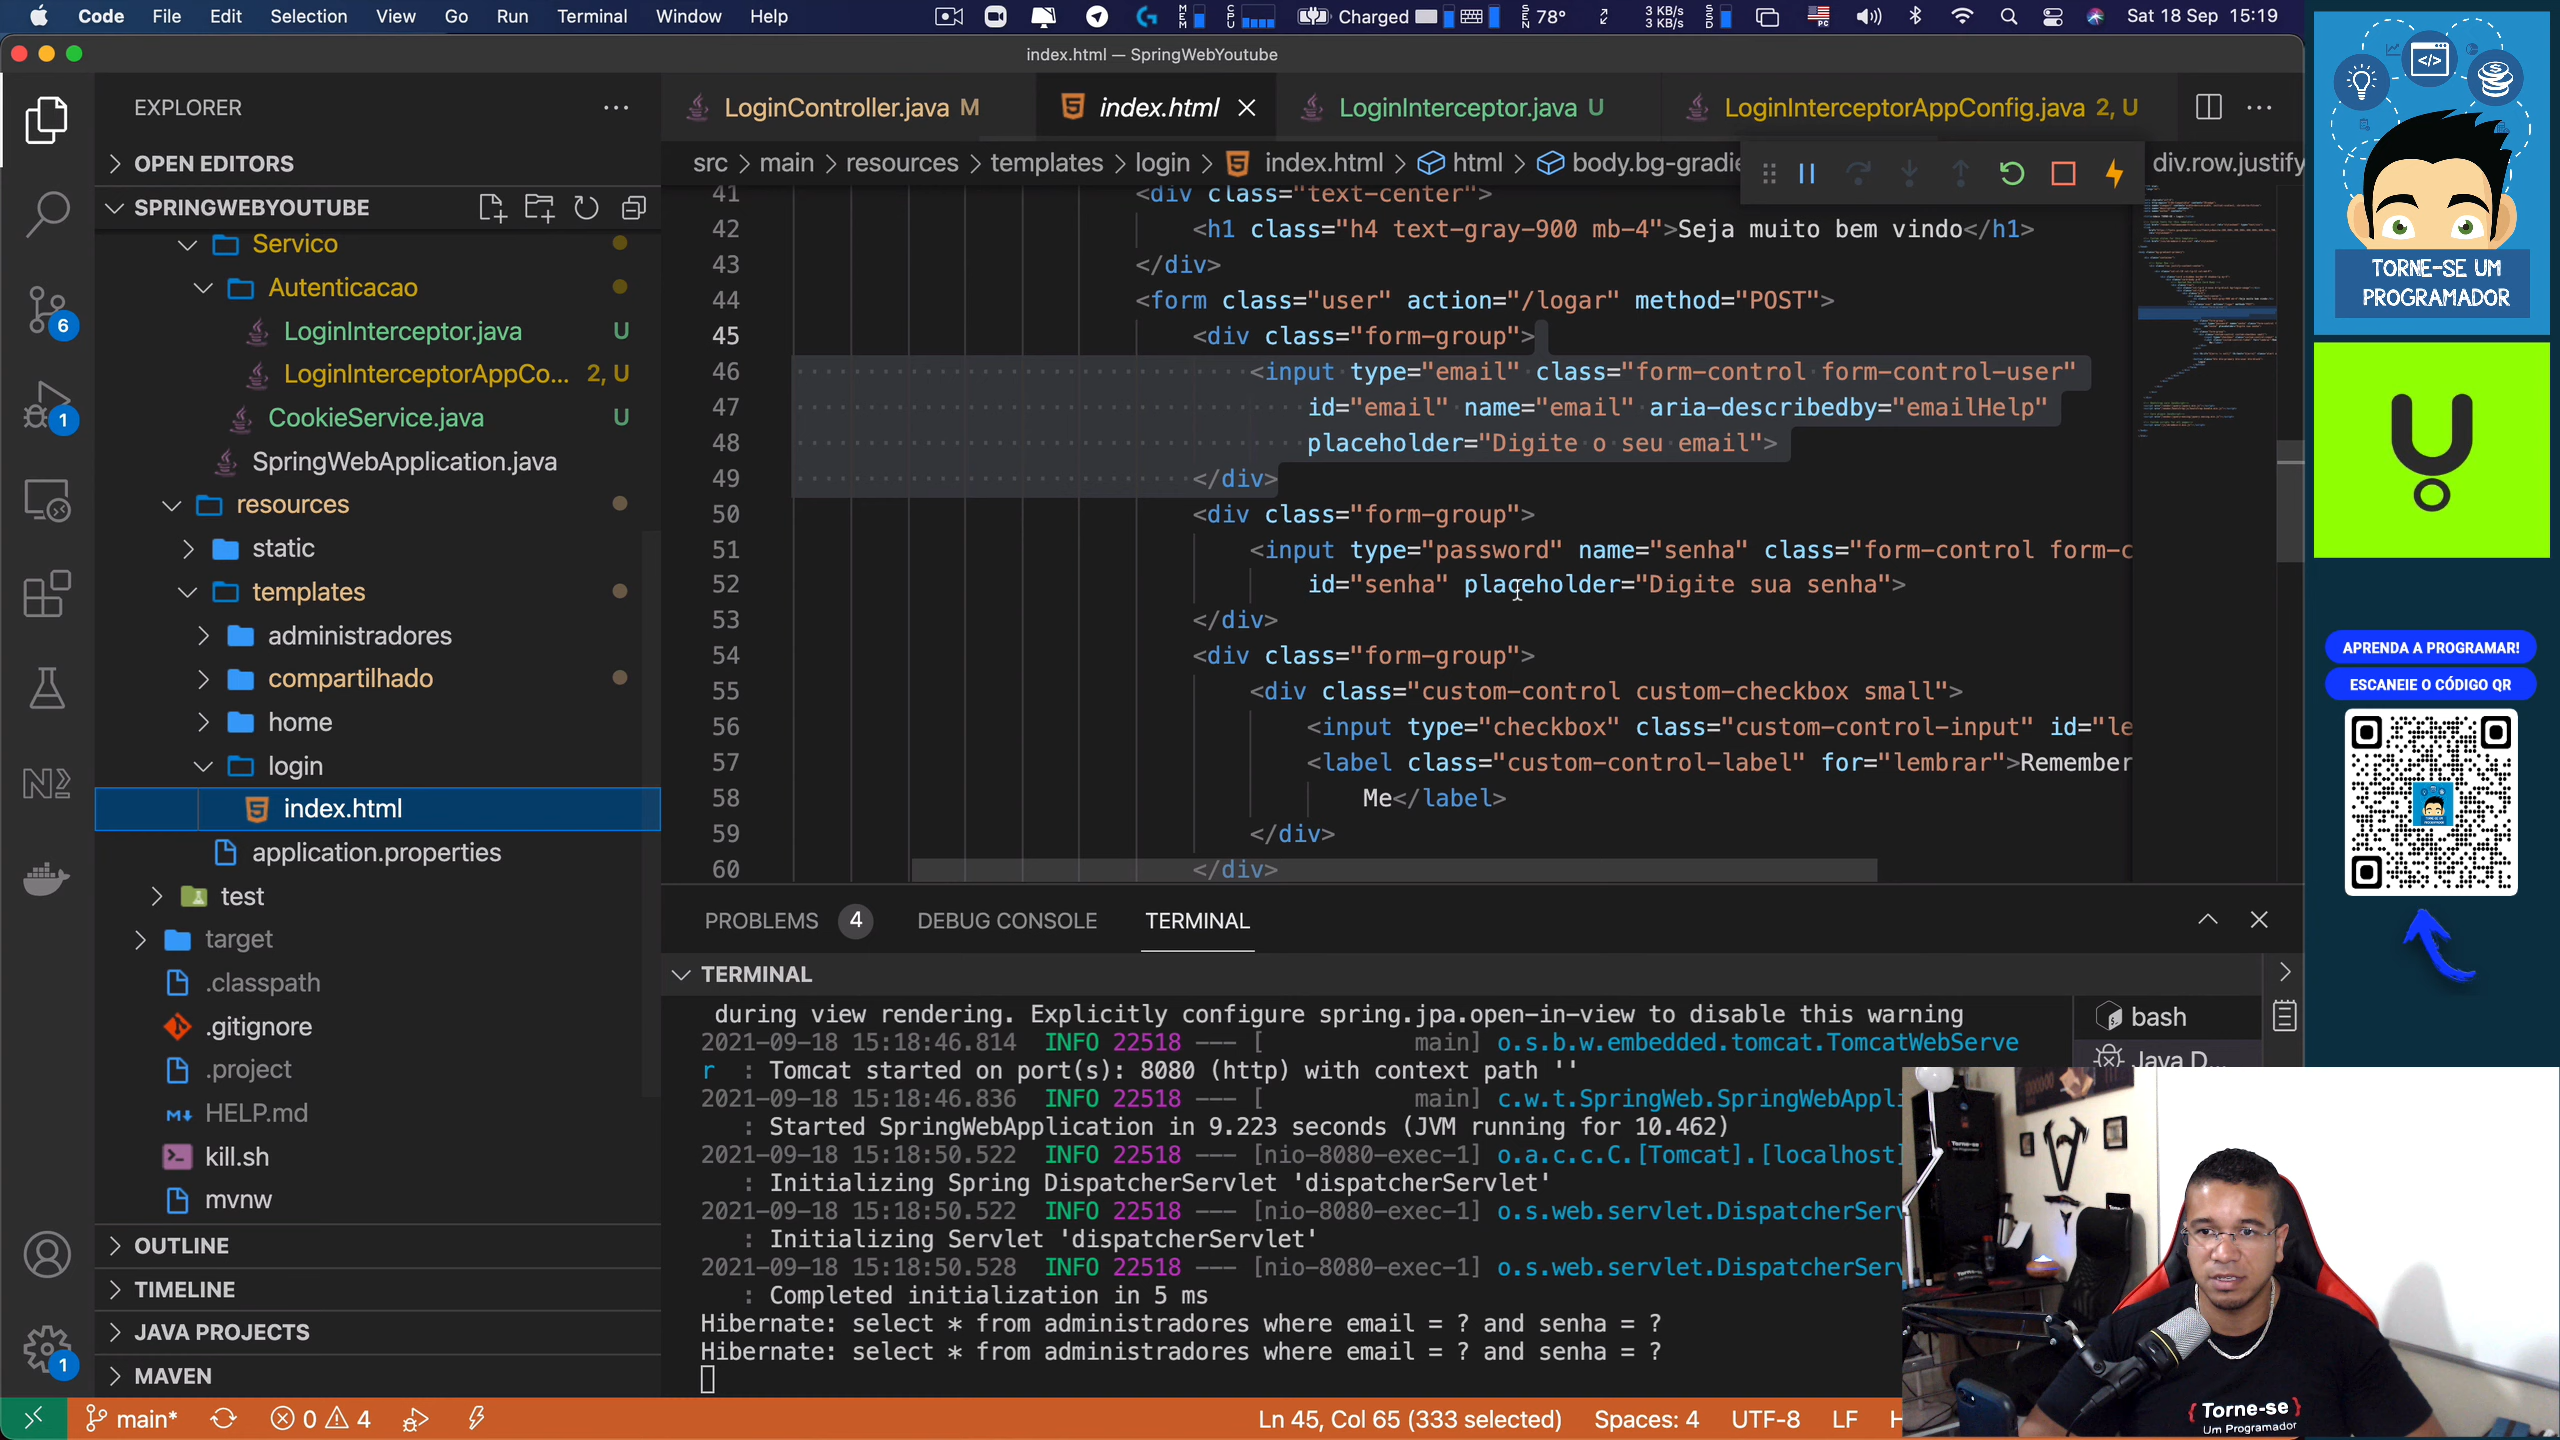 Code File Edit Selection View Go Run Terminal Window Help
MEM CPU Charged SEN 78° 3 KB/s 3 KB/s SSD Sat 18 Sep 15:19
index.html — SpringWebYoutube
EXPLORER
OPEN EDITORS
SPRINGWEBYOUTUBE
Servico
Autenticacao
LoginInterceptor.java U
LoginInterceptorAppCo... 2, U
CookieService.java U
SpringWebApplication.java
resources
static
templates
administradores
compartilhado
home
login
index.html
application.properties
test
target
.classpath
.gitignore
.project
HELP.md
kill.sh
mvnw
OUTLINE
TIMELINE
JAVA PROJECTS
MAVEN
6
1
1
LoginController.java M index.html LoginInterceptor.java U LoginInterceptorAppConfig.java 2, U
src > main > resources > templates > login > index.html > html > body.bg-gradie div.row.justify
41 <div class="text-center">
42 <h1 class="h4 text-gray-900 mb-4">Seja muito bem vindo</h1>
43 </div>
44 <form class="user" action="/logar" method="POST">
45 <div class="form-group">
46 <input type="email" class="form-control form-control-user"
47 id="email" name="email" aria-describedby="emailHelp"
48 placeholder="Digite o seu email">
49 </div>
50 <div class="form-group">
51 <input type="password" name="senha" class="form-control form-c
52 id="senha" placeholder="Digite sua senha">
53 </div>
54 <div class="form-group">
55 <div class="custom-control custom-checkbox small">
56 <input type="checkbox" class="custom-control-input" id="le
57 <label class="custom-control-label" for="lembrar">Remember
58 Me</label>
59 </div>
60 </div>
PROBLEMS 4 DEBUG CONSOLE TERMINAL
TERMINAL
during view rendering. Explicitly configure spring.jpa.open-in-view to disable this warning
2021-09-18 15:18:46.814 INFO 22518 --- [ main] o.s.b.w.embedded.tomcat.TomcatWebServe
r : Tomcat started on port(s): 8080 (http) with context path ''
2021-09-18 15:18:46.836 INFO 22518 --- [ main] c.w.t.SpringWeb.SpringWebAppli
: Started SpringWebApplication in 9.223 seconds (JVM running for 10.462)
2021-09-18 15:18:50.522 INFO 22518 --- [nio-8080-exec-1] o.a.c.c.C.[Tomcat].[localhost]
: Initializing Spring DispatcherServlet 'dispatcherServlet'
2021-09-18 15:18:50.522 INFO 22518 --- [nio-8080-exec-1] o.s.web.servlet.DispatcherServ
: Initializing Servlet 'dispatcherServlet'
2021-09-18 15:18:50.528 INFO 22518 --- [nio-8080-exec-1] o.s.web.servlet.DispatcherServ
: Completed initialization in 5 ms
Hibernate: select * from administradores where email = ? and senha = ?
Hibernate: select * from administradores where email = ? and senha = ?
bash
Java D...
main* 0 4 Ln 45, Col 65 (333 selected) Spaces: 4 UTF-8 LF H
TORNE-SE UM
PROGRAMADOR
APRENDA A PROGRAMAR!
ESCANEIE O CÓDIGO QR
{ Torne-se }
Um Programador